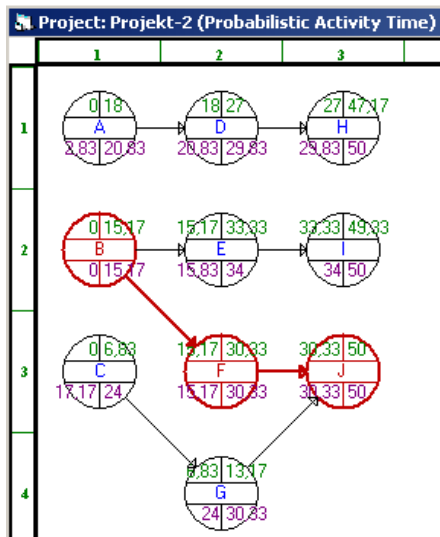 Project: Projekt-2 (Probabilistic Activity Time)
1 2 3
1
0 18 18 27 27 47,17
A D H
2,83 20,83 20,83 29,83 29,83 50
2
0 15,17 15,17 33,33 33,33 49,33
B E I
0 15,17 15,83 34 34 50
3
0 6,83 15,17 30,33 30,33 50
C F J
17,17 24 15,17 30,33 30,33 50
4
6,83 13,17
G
24 30,33